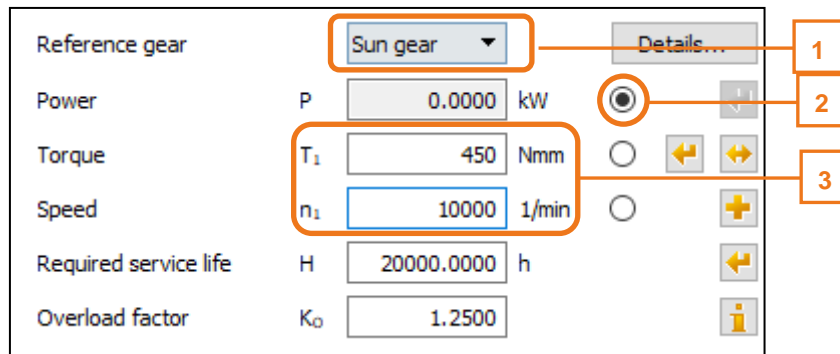 Reference gear Sun gear Details... 1
Power P 0.0000 kW 2
Torque T₁ 450 Nmm
3
Speed n₁ 10000 1/min
Required service life H 20000.0000 h
Overload factor K₀ 1.2500